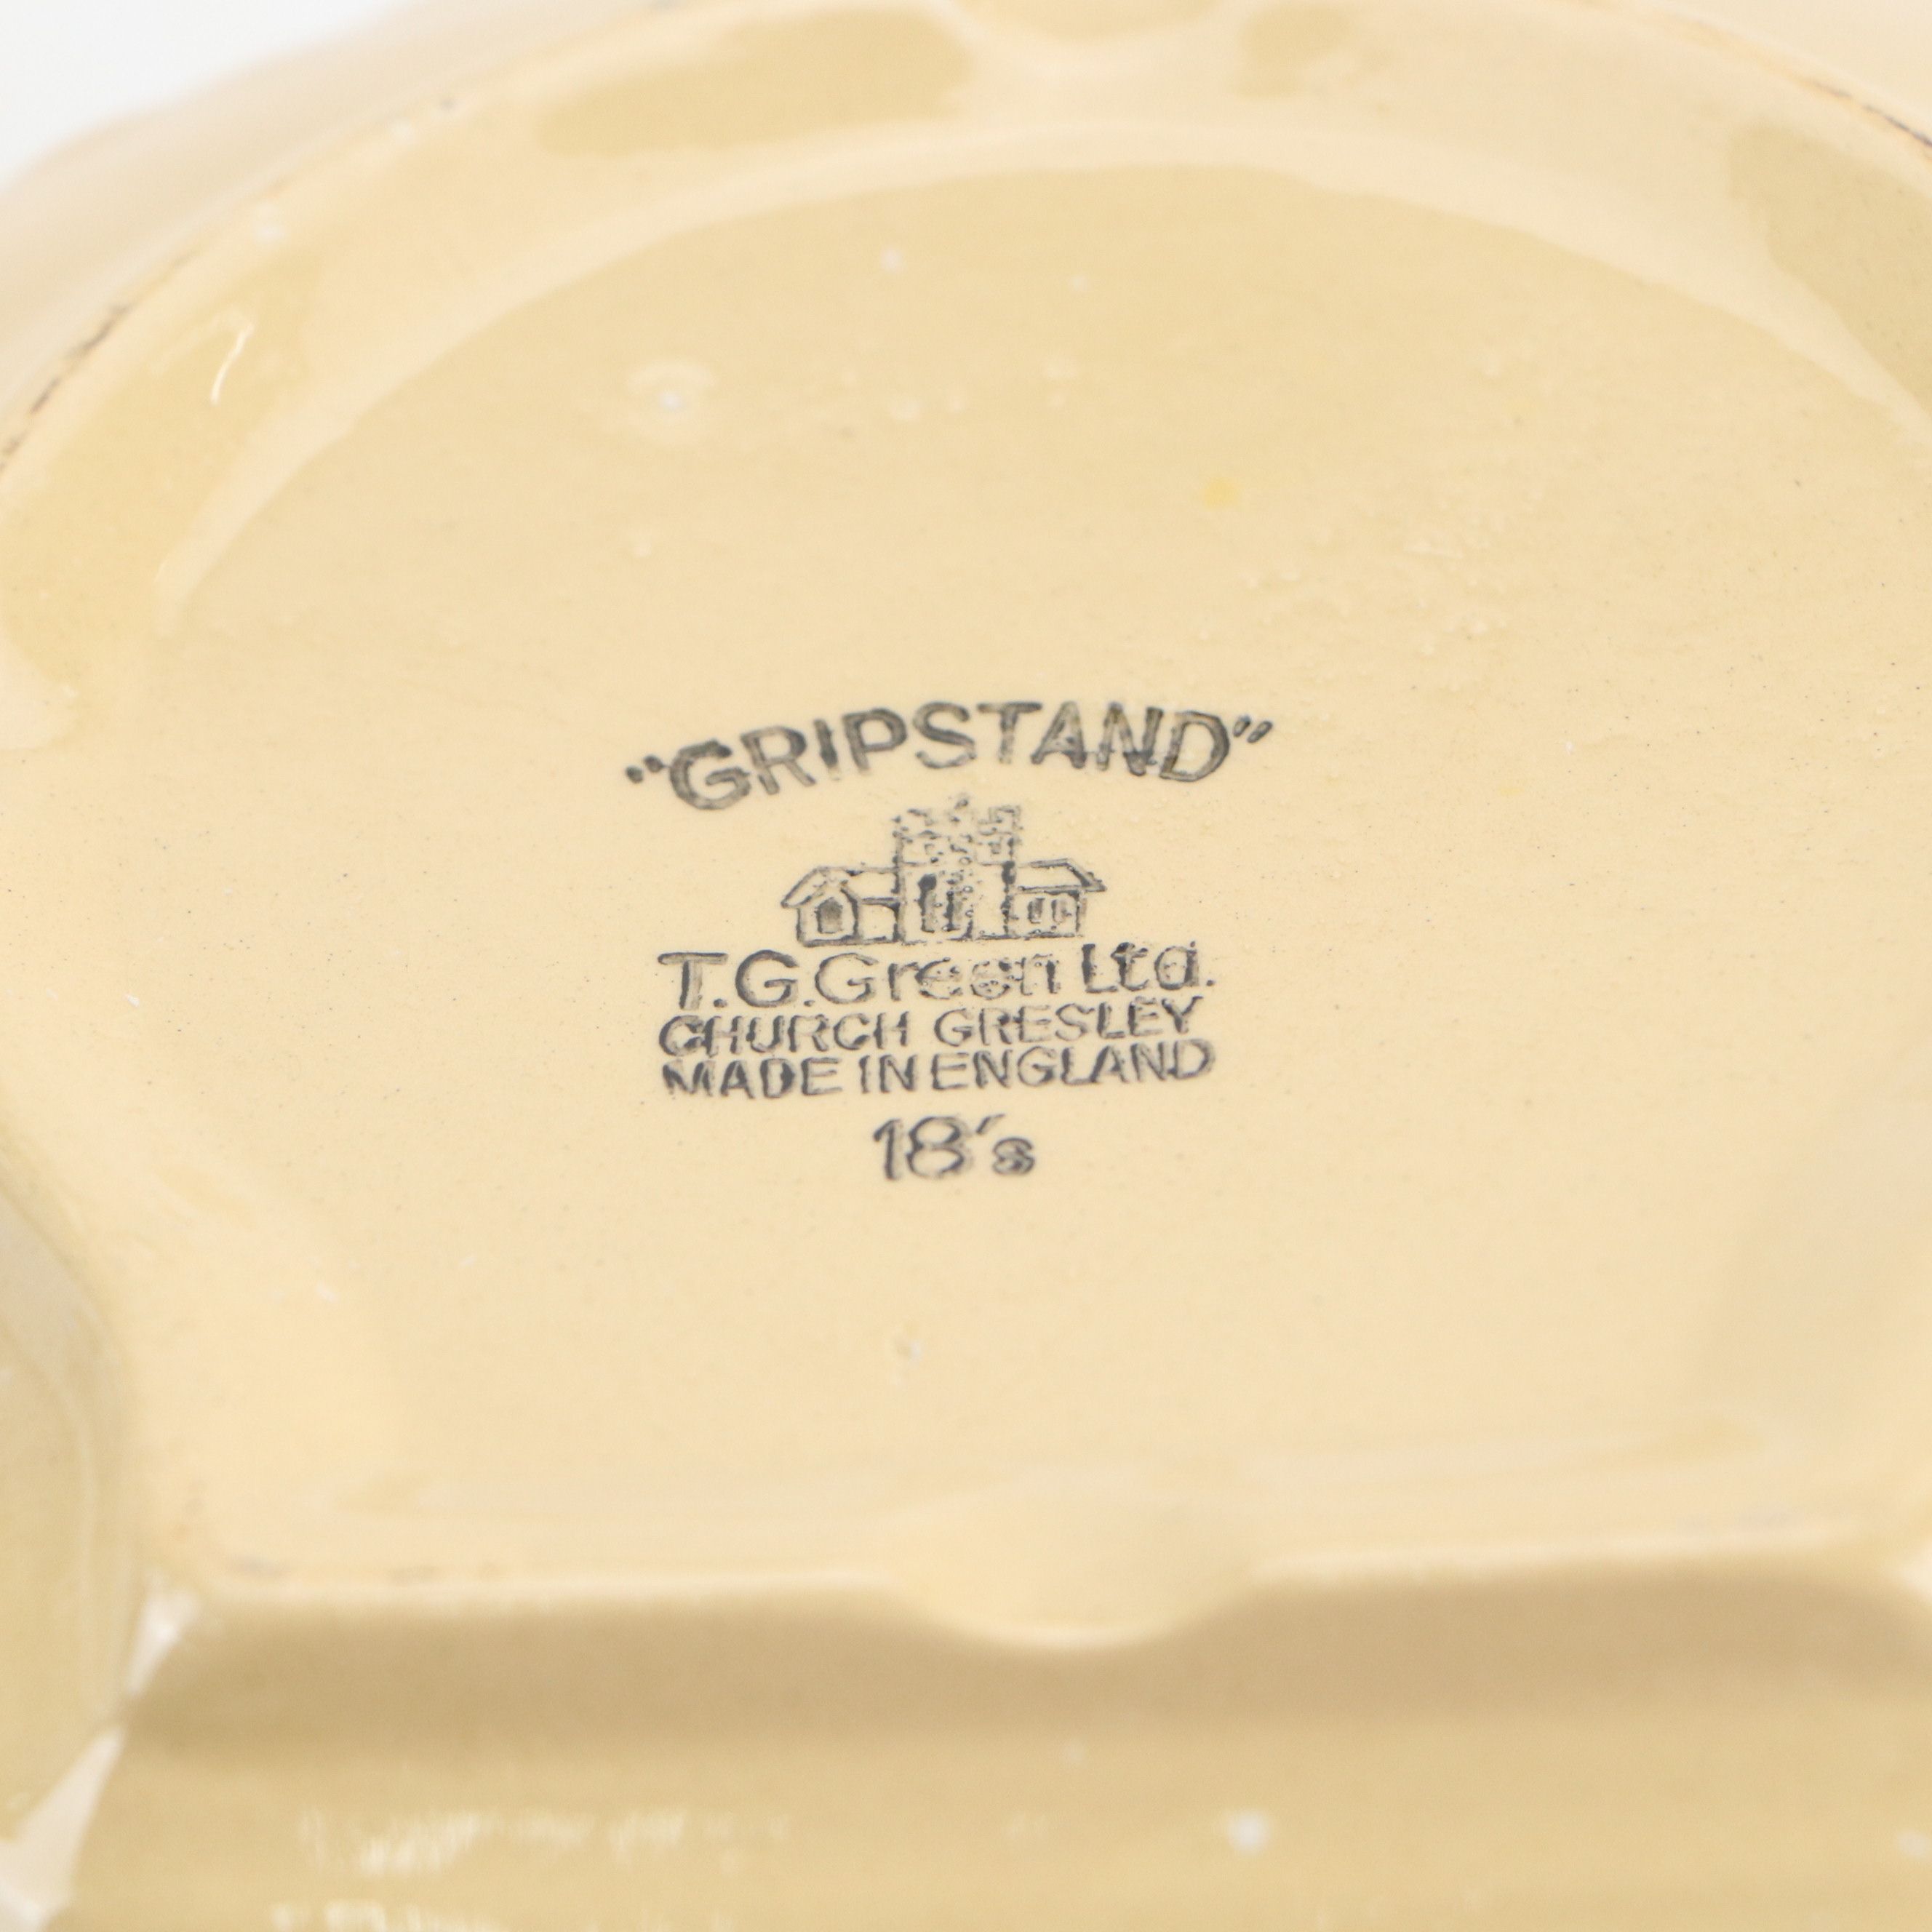 "GRIPSTAND"
T.G.Green Ltd.
CHURCH GRESLEY
MADE IN ENGLAND
18's